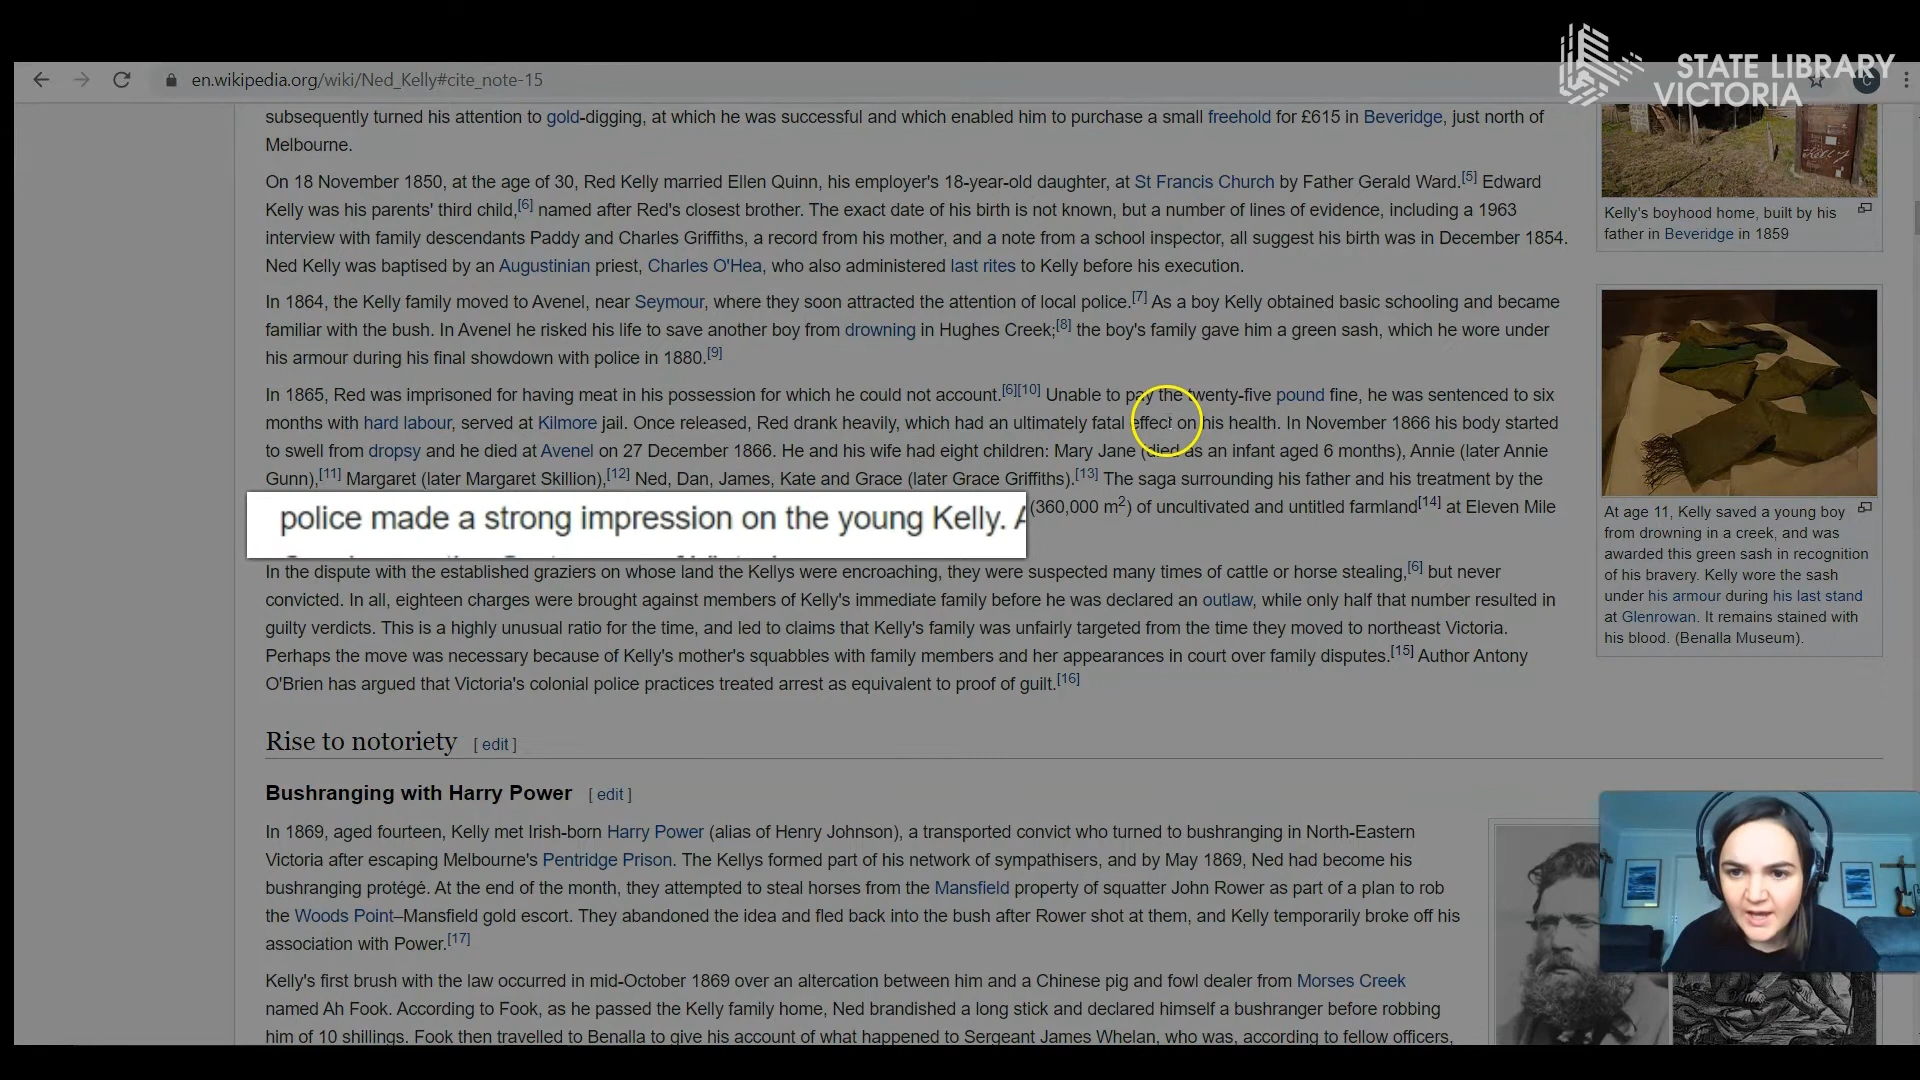 STATE LIBRARY
VICTORIA
en.wikipedia.org/wiki/Ned_Kelly#cite_note-15
subsequently turned his attention to gold-digging, at which he was successful and which enabled him to purchase a small freehold for £615 in Beveridge, just north of
Melbourne.
On 18 November 1850, at the age of 30, Red Kelly married Ellen Quinn, his employer's 18-year-old daughter, at St Francis Church by Father Gerald Ward.[5] Edward
Kelly was his parents' third child,[6] named after Red's closest brother. The exact date of his birth is not known, but a number of lines of evidence, including a 1963
interview with family descendants Paddy and Charles Griffiths, a record from his mother, and a note from a school inspector, all suggest his birth was in December 1854.
Ned Kelly was baptised by an Augustinian priest, Charles O'Hea, who also administered last rites to Kelly before his execution.
In 1864, the Kelly family moved to Avenel, near Seymour, where they soon attracted the attention of local police.[7] As a boy Kelly obtained basic schooling and became
familiar with the bush. In Avenel he risked his life to save another boy from drowning in Hughes Creek;[8] the boy's family gave him a green sash, which he wore under
his armour during his final showdown with police in 1880.[9]
In 1865, Red was imprisoned for having meat in his possession for which he could not account.[6][10] Unable to pay the twenty-five pound fine, he was sentenced to six
months with hard labour, served at Kilmore jail. Once released, Red drank heavily, which had an ultimately fatal effect on his health. In November 1866 his body started
to swell from dropsy and he died at Avenel on 27 December 1866. He and his wife had eight children: Mary Jane (died as an infant aged 6 months), Annie (later Annie
Gunn),[11] Margaret (later Margaret Skillion),[12] Ned, Dan, James, Kate and Grace (later Grace Griffiths).[13] The saga surrounding his father and his treatment by the
police made a strong impression on the young Kelly. A
(360,000 m2) of uncultivated and untitled farmland[14] at Eleven Mile
In the dispute with the established graziers on whose land the Kellys were encroaching, they were suspected many times of cattle or horse stealing,[6] but never
convicted. In all, eighteen charges were brought against members of Kelly's immediate family before he was declared an outlaw, while only half that number resulted in
guilty verdicts. This is a highly unusual ratio for the time, and led to claims that Kelly's family was unfairly targeted from the time they moved to northeast Victoria.
Perhaps the move was necessary because of Kelly's mother's squabbles with family members and her appearances in court over family disputes.[15] Author Antony
O'Brien has argued that Victoria's colonial police practices treated arrest as equivalent to proof of guilt.[16]
Rise to notoriety [ edit ]
Bushranging with Harry Power [ edit ]
In 1869, aged fourteen, Kelly met Irish-born Harry Power (alias of Henry Johnson), a transported convict who turned to bushranging in North-Eastern
Victoria after escaping Melbourne's Pentridge Prison. The Kellys formed part of his network of sympathisers, and by May 1869, Ned had become his
bushranging protégé. At the end of the month, they attempted to steal horses from the Mansfield property of squatter John Rower as part of a plan to rob
the Woods Point–Mansfield gold escort. They abandoned the idea and fled back into the bush after Rower shot at them, and Kelly temporarily broke off his
association with Power.[17]
Kelly's first brush with the law occurred in mid-October 1869 over an altercation between him and a Chinese pig and fowl dealer from Morses Creek
named Ah Fook. According to Fook, as he passed the Kelly family home, Ned brandished a long stick and declared himself a bushranger before robbing
him of 10 shillings. Fook then travelled to Benalla to give his account of what happened to Sergeant James Whelan, who was, according to fellow officers,
Kelly's boyhood home, built by his
father in Beveridge in 1859
At age 11, Kelly saved a young boy
from drowning in a creek, and was
awarded this green sash in recognition
of his bravery. Kelly wore the sash
under his armour during his last stand
at Glenrowan. It remains stained with
his blood. (Benalla Museum).